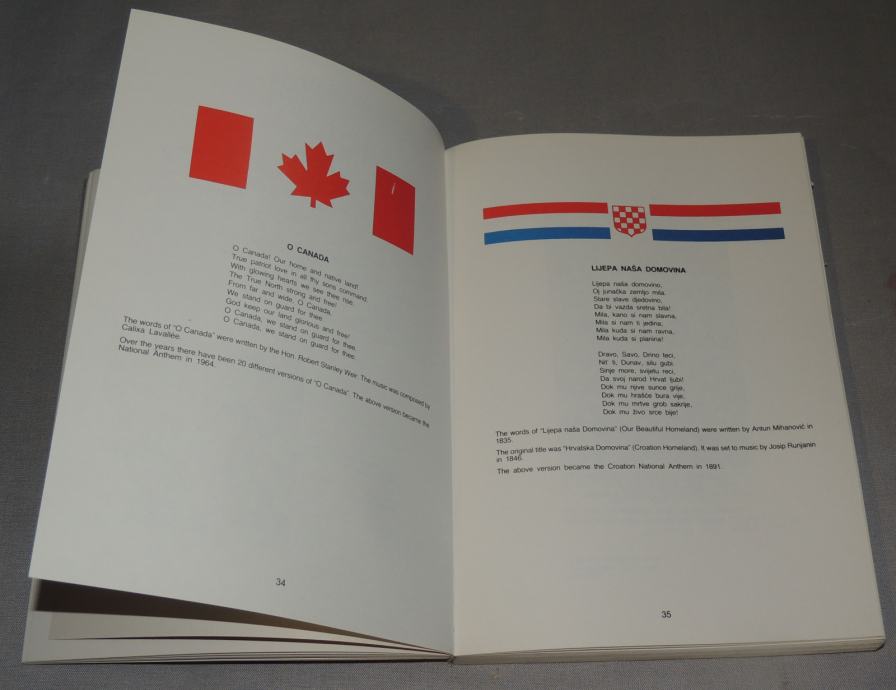 O CANADA
O Canada! Our home and native land!
True patriot love in all thy sons command.
With glowing hearts we see thee rise,
The True North strong and free!
From far and wide, O Canada,
We stand on guard for thee.
God keep our land glorious and free!
O Canada, we stand on guard for thee.
O Canada, we stand on guard for thee.
The words of "O Canada" were written by the Hon. Robert Stanley Weir. The music was composed by
Calixa Lavallée.
Over the years there have been 20 different versions of "O Canada". The above version became the
National Anthem in 1964.
34
LIJEPA NAŠA DOMOVINA
Lijepa naša domovino,
Oj junačka zemljo mila,
Stare slave djedovino,
Da bi vazda sretna bila!
Mila, kano si nam slavna,
Mila si nam ti jedina,
Mila kuda si nam ravna,
Mila kuda si planina!
Dravo, Savo, Drino teci,
Nit' ti, Dunav, silu gubi,
Sinje more, svijetu reci,
Da svoj narod Hrvat ljubi!
Dok mu njive sunce grije,
Dok mu hrašće bura vije,
Dok mu mrtve grob sakrije,
Dok mu živo srce bije!
The words of "Lijepa naša Domovina" (Our Beautiful Homeland) were written by Antun Mihanović in
1835.
The original title was "Hrvatska Domovina" (Croation Homeland). It was set to music by Josip Runjanin
in 1846.
The above version became the Croation National Anthem in 1891.
35